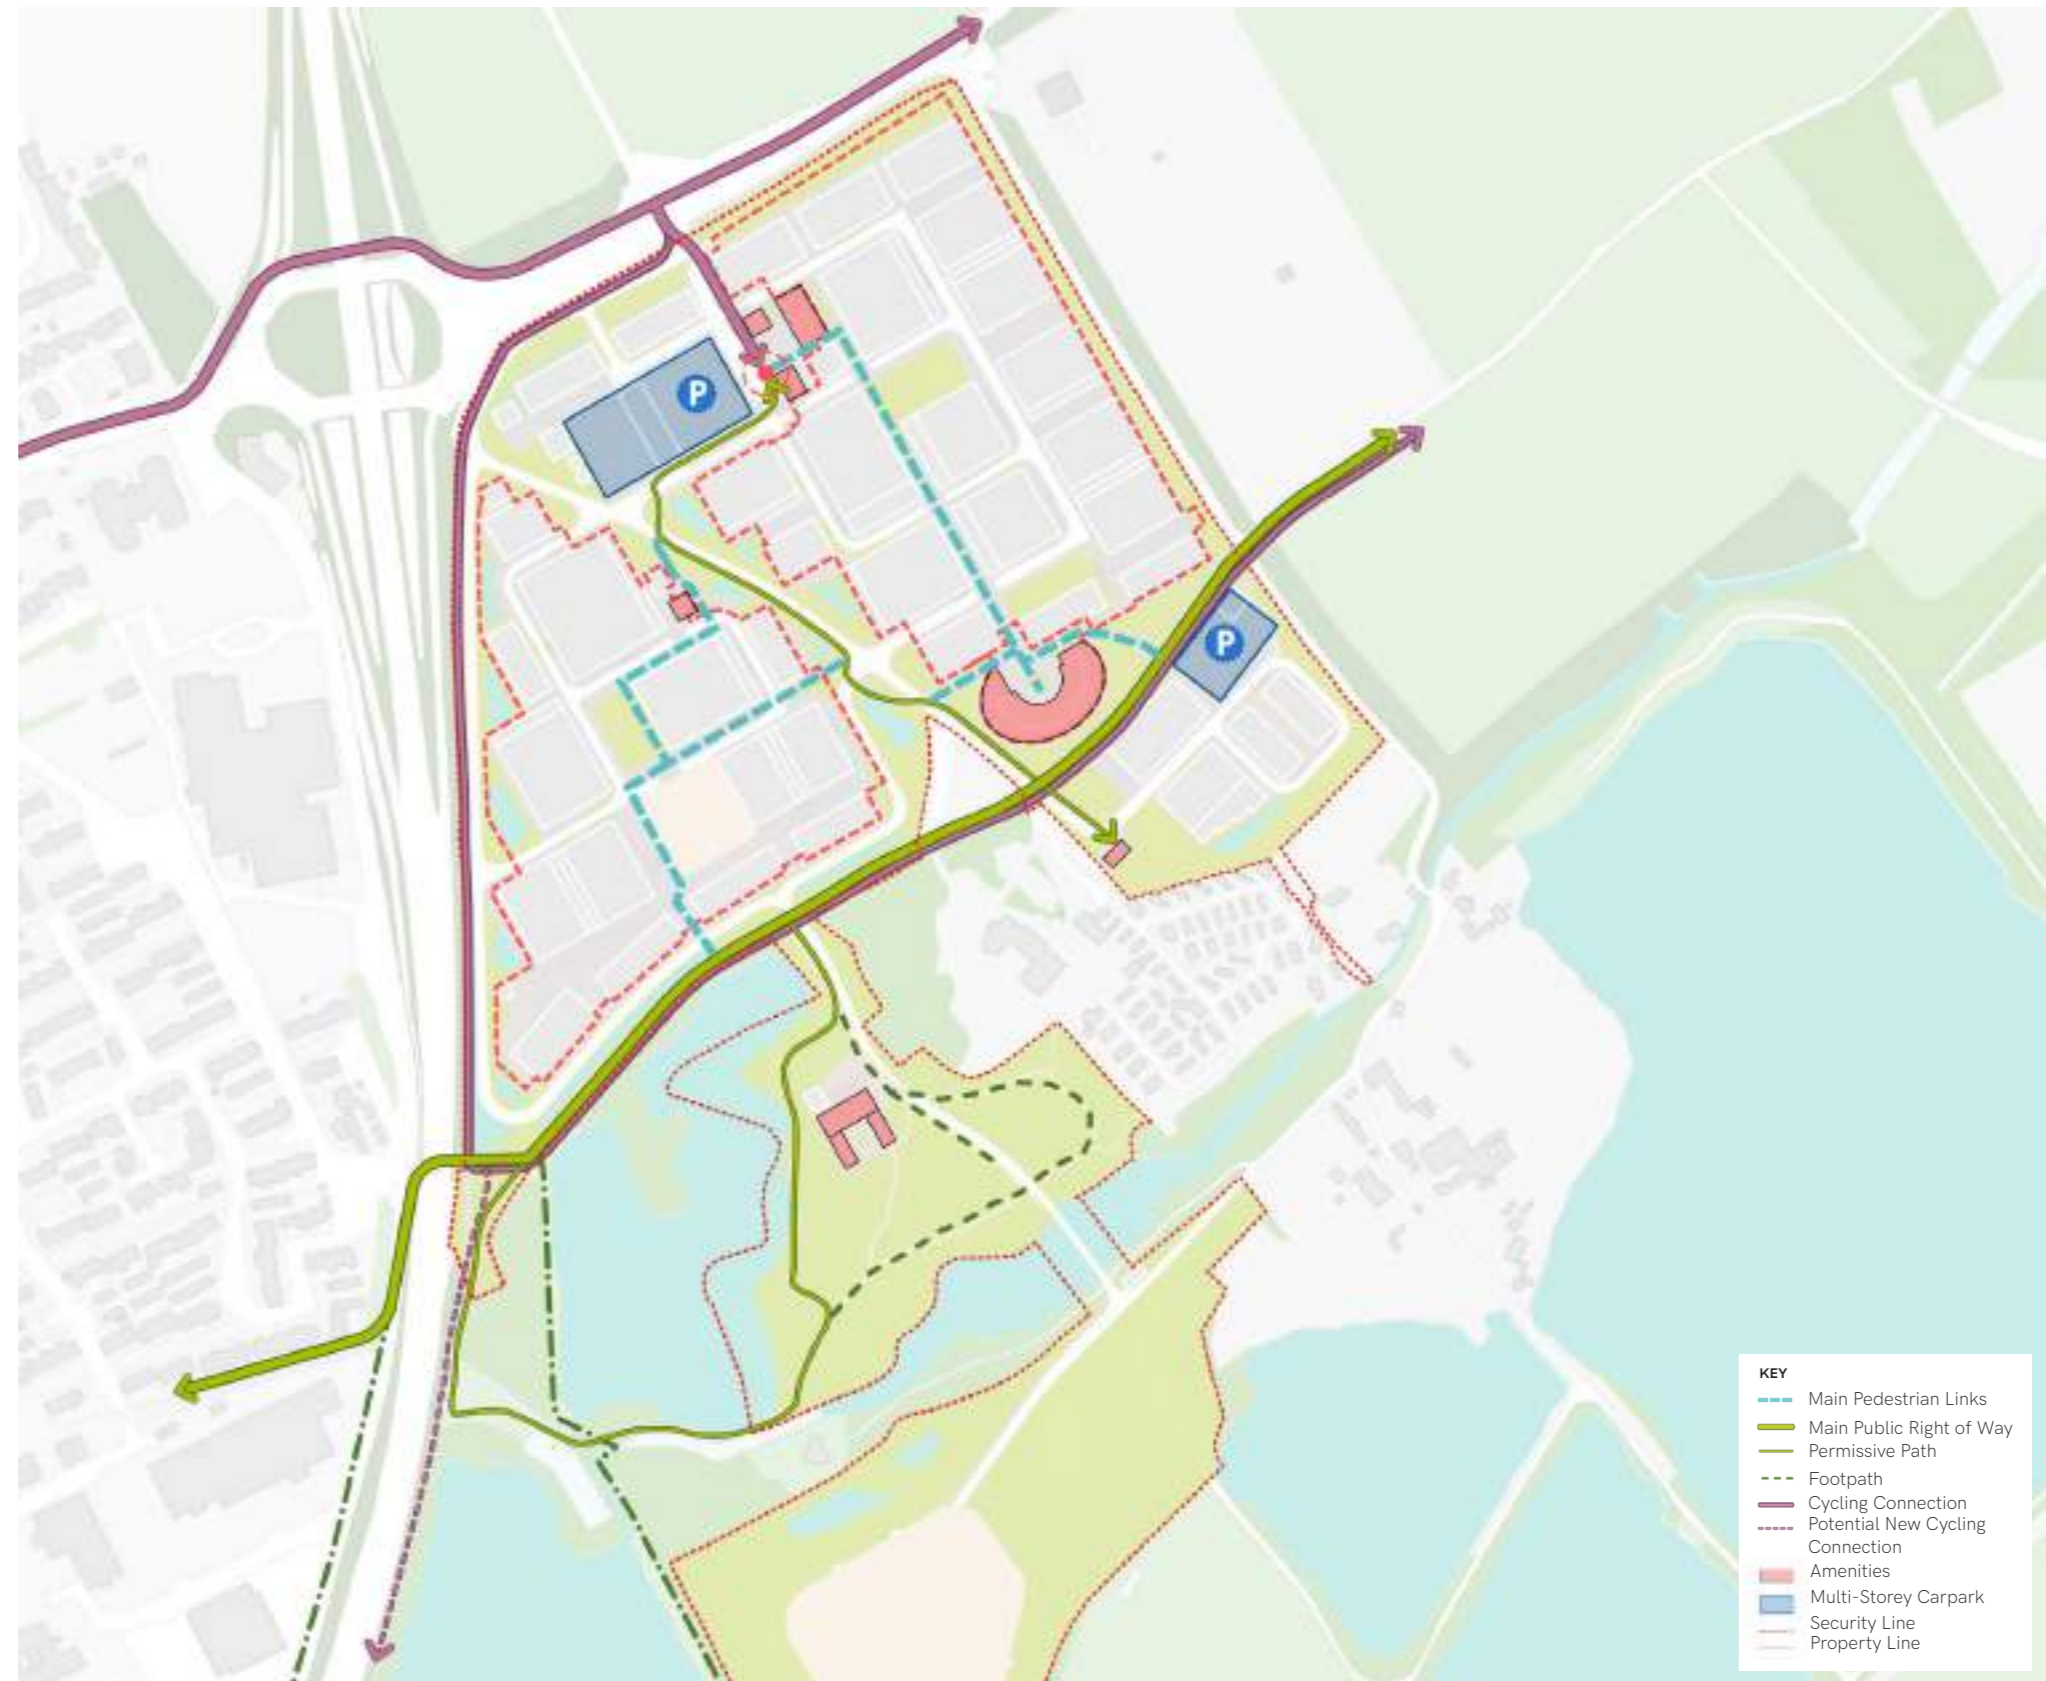 P
P
KEY
Main Pedestrian Links
Main Public Right of Way
Permissive Path
Footpath
Cycling Connection
Potential New Cycling
Connection
Amenities
Multi-Storey Carpark
Security Line
Property Line